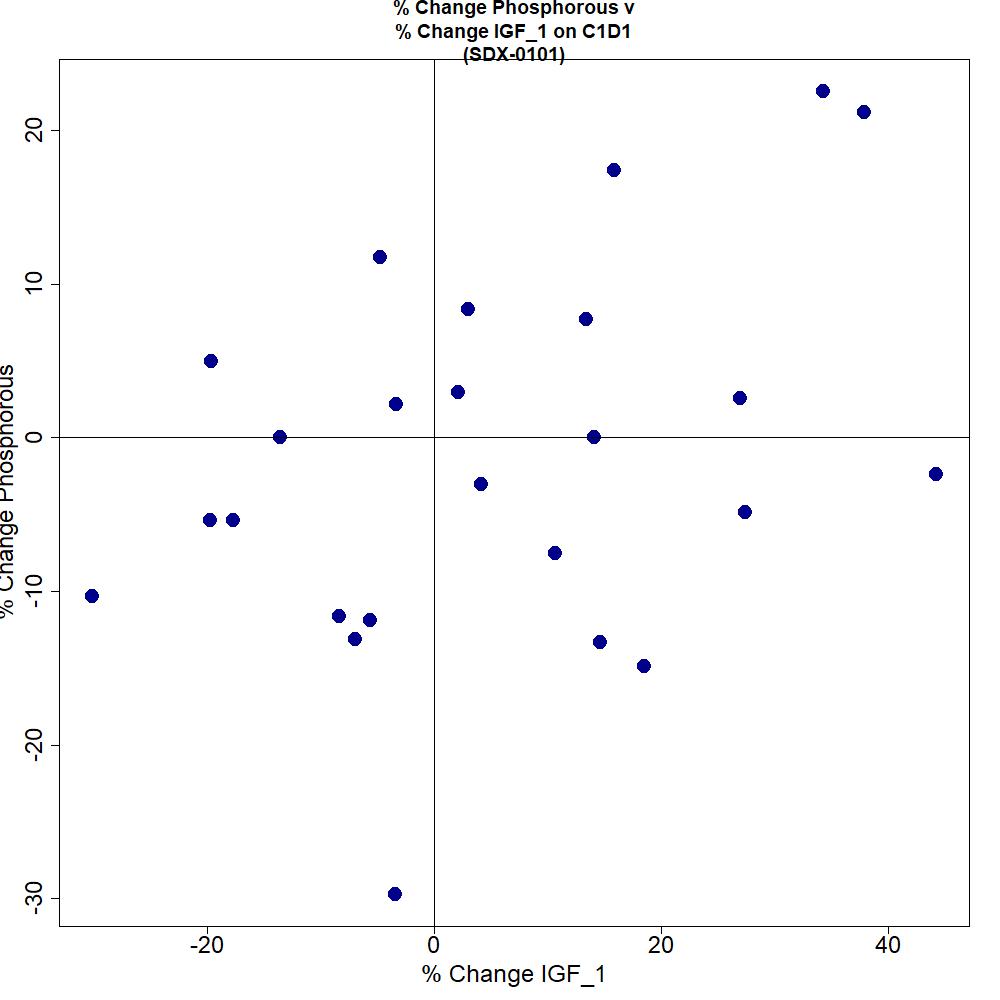 % Change Phosphorous v
% Change IGF_1 on C1D1
(SDX-0101)
% Change Phosphorous
20
10
0
-10
-20
-30
-20 0 20 40
% Change IGF_1